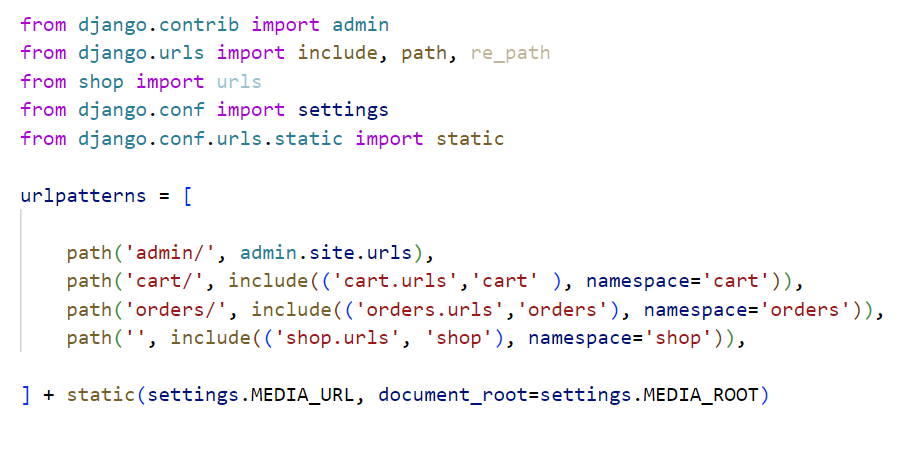 from django.contrib import admin
from django.urls import include, path, re_path
from shop import urls
from django.conf import settings
from django.conf.urls.static import static
urlpatterns = [
path('admin/', admin.site.urls),
path('cart/', include(('cart.urls','cart' ), namespace='cart')),
path('orders/', include(('orders.urls','orders'), namespace='orders')),
path('', include(('shop.urls', 'shop'), namespace='shop')),
] + static(settings.MEDIA_URL, document_root=settings.MEDIA_ROOT)